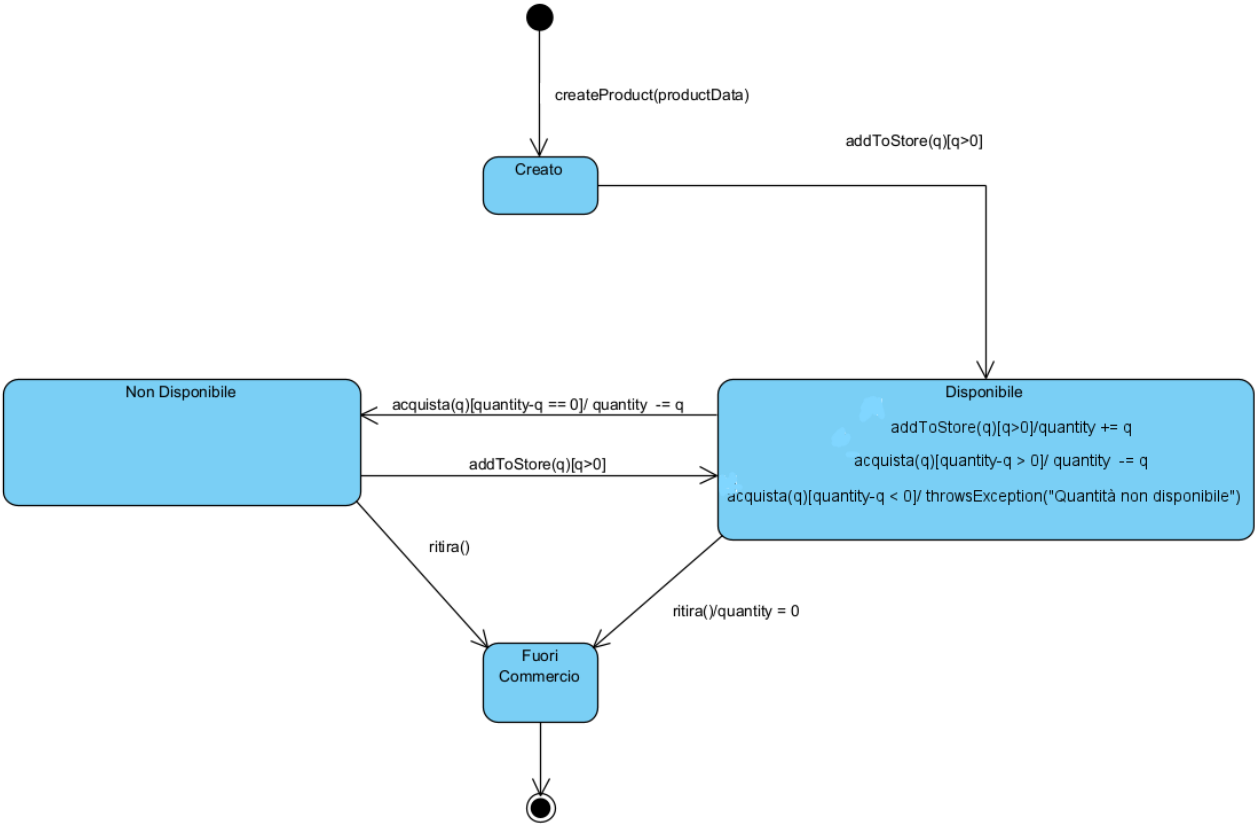 createProduct(productData)
addToStore(q)[q>0]
Creato
Non Disponibile
acquista(q)[quantity-q == 0]/ quantity -= q
addToStore(q)[q>0]
Disponibile
addToStore(q)[q>0]/quantity += q
acquista(q)[quantity-q > 0]/ quantity -= q
acquista(q)[quantity-q < 0]/ throwsException("Quantità non disponibile")
ritira()
ritira()/quantity = 0
Fuori
Commercio